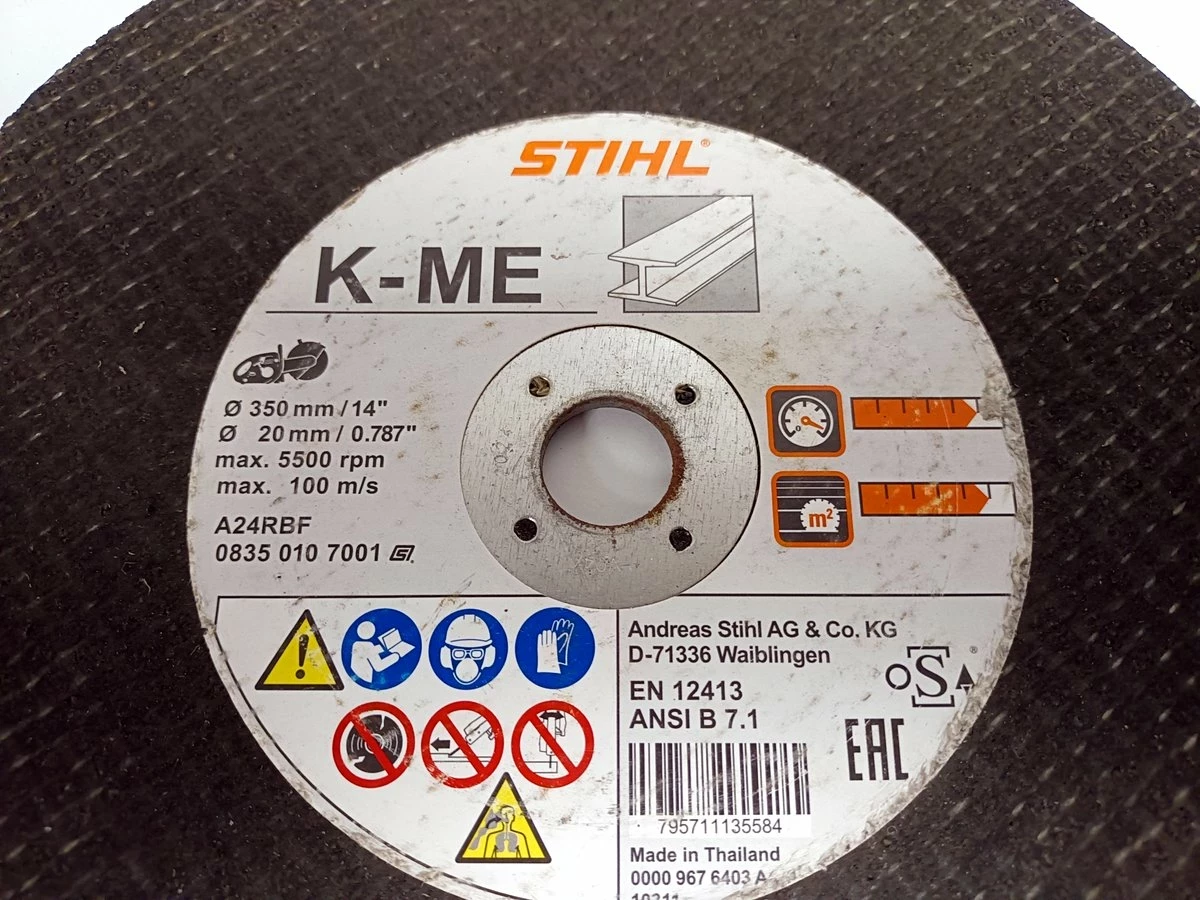 STIHL®
K-ME
Ø 350 mm / 14"
Ø 20 mm / 0.787"
max. 5500 rpm
max. 100 m/s
A24RBF
0835 010 7001
0
m²
Andreas Stihl AG & Co. KG
D-71336 Waiblingen
EN 12413
ANSI B 7.1
oSA®
EAC
795711135584
Made in Thailand
0000 967 6403 A